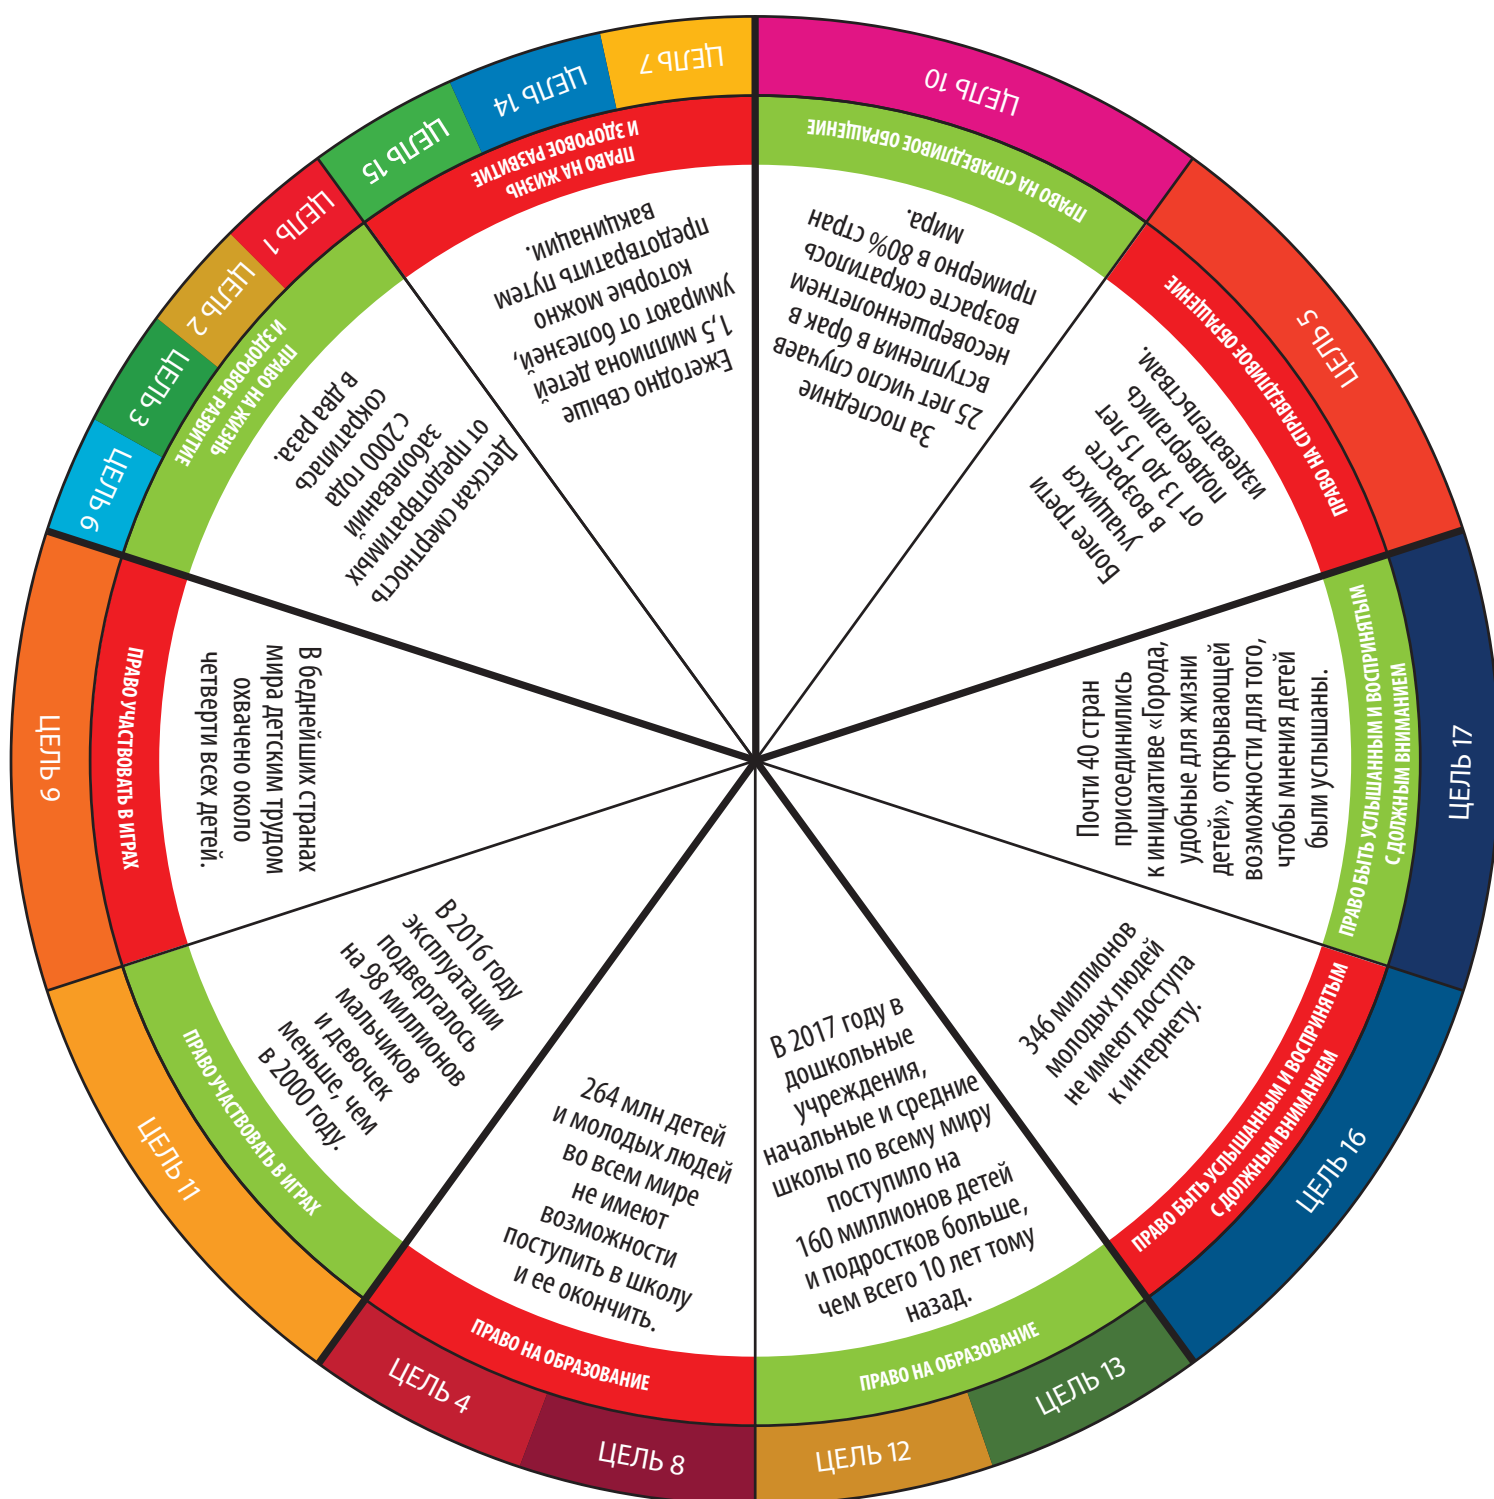 ЦЕЛЬ 10
ПРАВО НА СПРАВЕДЛИВОЕ ОБРАЩЕНИЕ
За последние
25 лет число случаев
вступления в брак в
несовершеннолетнем
возрасте сократилось
примерно в 80% стран
мира.
ЦЕЛЬ 5
ПРАВО НА СПРАВЕДЛИВОЕ ОБРАЩЕНИЕ
Более трети
учащихся
в возрасте
от 13 до 15 лет
подвергались
издевательствам.
ЦЕЛЬ 17
ПРАВО БЫТЬ УСЛЫШАННЫМ И ВОСПРИНЯТЫМ
С ДОЛЖНЫМ ВНИМАНИЕМ
Почти 40 стран
присоединились
к инициативе «Города,
удобные для жизни
детей», открывающей
возможности для того,
чтобы мнения детей
были услышаны.
ЦЕЛЬ 16
ПРАВО БЫТЬ УСЛЫШАННЫМ И ВОСПРИНЯТЫМ
С ДОЛЖНЫМ ВНИМАНИЕМ
346 миллионов
молодых людей
не имеют доступа
к интернету.
ЦЕЛЬ 13
ЦЕЛЬ 12
ПРАВО НА ОБРАЗОВАНИЕ
В 2017 году в
дошкольные
учреждения,
начальные и средние
школы по всему миру
поступило на
160 миллионов детей
и подростков больше,
чем всего 10 лет тому
назад.
ЦЕЛЬ 8
ЦЕЛЬ 4
ПРАВО НА ОБРАЗОВАНИЕ
264 млн детей
и молодых людей
во всем мире
не имеют
возможности
поступить в школу
и ее окончить.
ЦЕЛЬ 11
ПРАВО УЧАСТВОВАТЬ В ИГРАХ
В 2016 году
эксплуатации
подвергалось
на 98 миллионов
мальчиков
и девочек
меньше, чем
в 2000 году.
ЦЕЛЬ 9
ПРАВО УЧАСТВОВАТЬ В ИГРАХ
В беднейших странах
мира детским трудом
охвачено около
четверти всех детей.
ЦЕЛЬ 6
ЦЕЛЬ 3
ЦЕЛЬ 2
ЦЕЛЬ 1
ПРАВО НА ЖИЗНЬ
И ЗДОРОВОЕ РАЗВИТИЕ
Детская смертность
от предотвратимых
заболеваний
с 2000 года
сократилась
в два раза.
ЦЕЛЬ 15
ЦЕЛЬ 14
ЦЕЛЬ 7
ПРАВО НА ЖИЗНЬ
И ЗДОРОВОЕ РАЗВИТИЕ
Ежегодно свыше
1,5 миллиона детей
умирают от болезней,
которые можно
предотвратить путем
вакцинации.